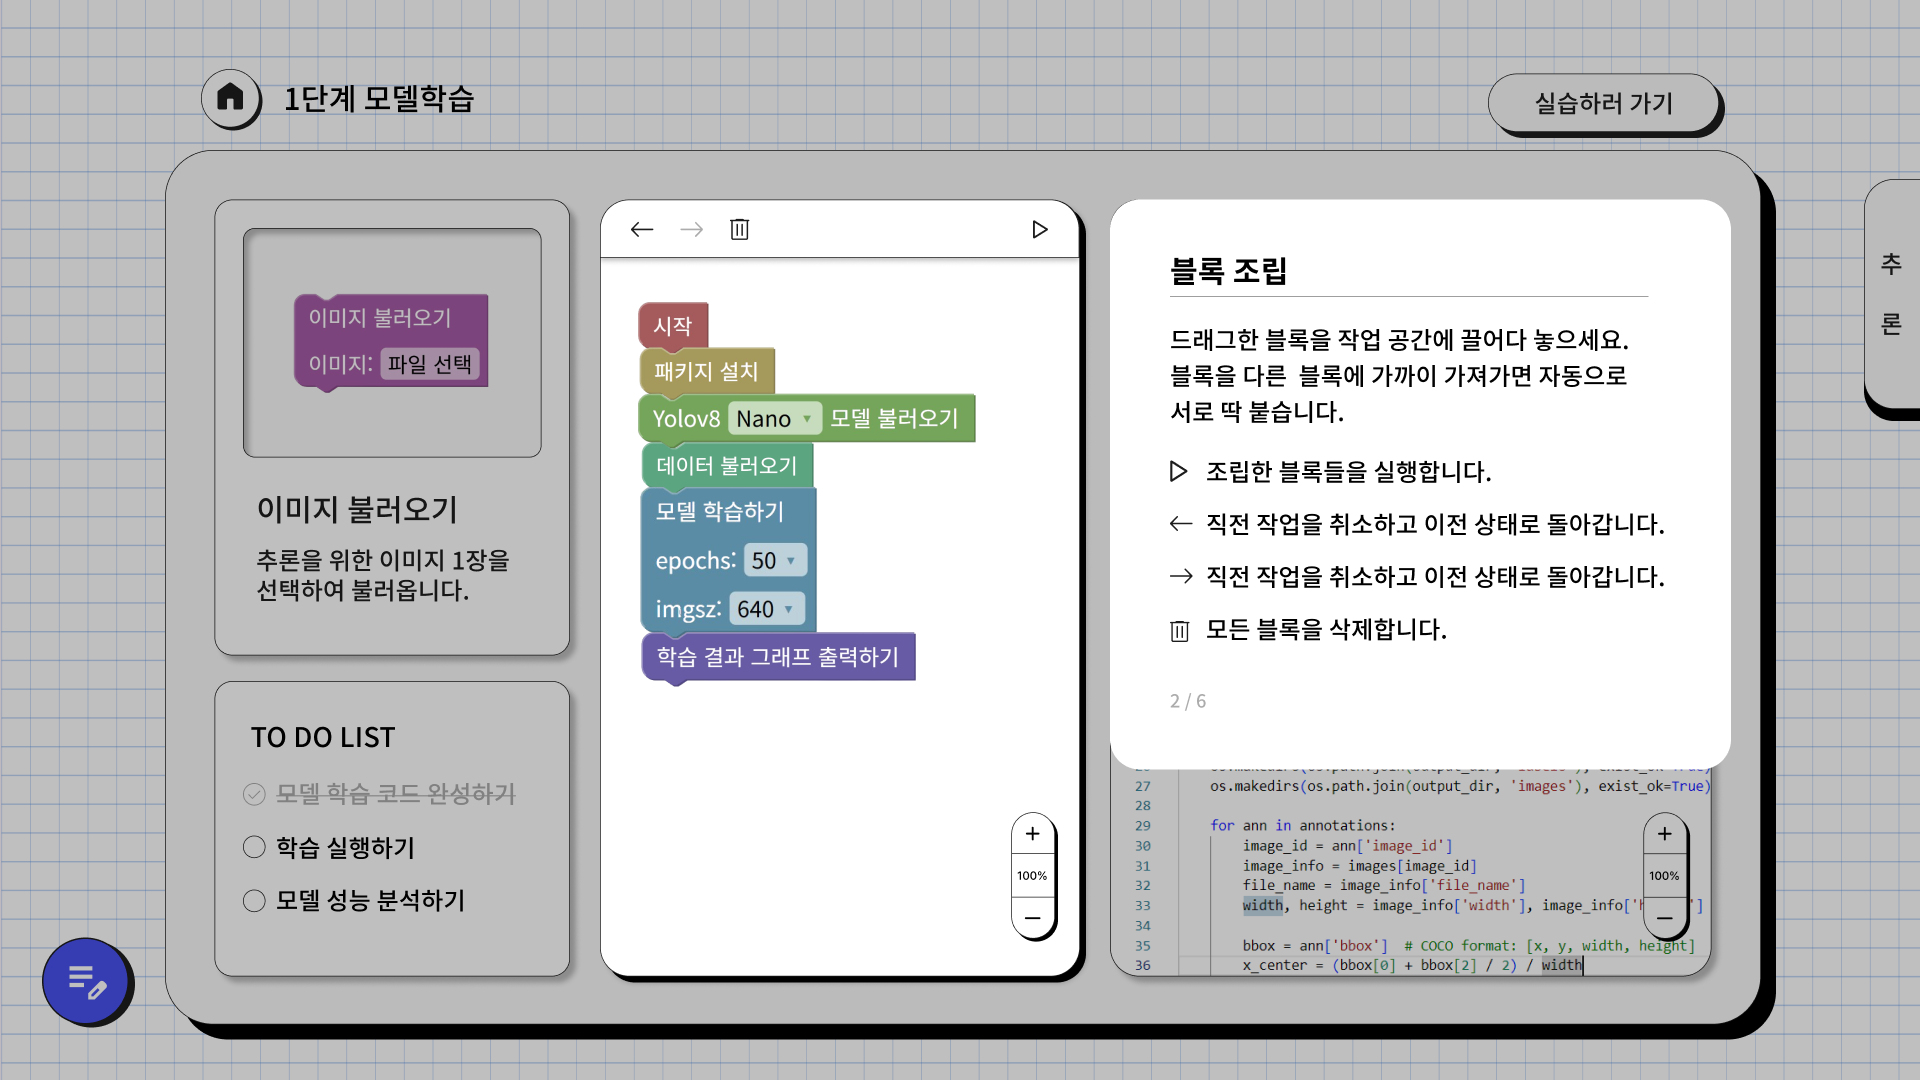 1단계 모델학습
실습하러 가기
이미지 불러오기
이미지: 파일 선택
이미지 불러오기
추론을 위한 이미지 1장을
선택하여 불러옵니다.
TO DO LIST
모델 학습 코드 완성하기
학습 실행하기
모델 성능 분석하기
시작
패키지 설치
Yolov8 Nano 모델 불러오기
데이터 불러오기
모델 학습하기
epochs: 50
imgsz: 640
학습 결과 그래프 출력하기
100%
블록 조립
드래그한 블록을 작업 공간에 끌어다 놓으세요.
블록을 다른 블록에 가까이 가져가면 자동으로
서로 딱 붙습니다.
조립한 블록들을 실행합니다.
직전 작업을 취소하고 이전 상태로 돌아갑니다.
직전 작업을 취소하고 이전 상태로 돌아갑니다.
모든 블록을 삭제합니다.
2 / 6
27 os.makedirs(os.path.join(output_dir, 'images'), exist_ok=True)
28
29 for ann in annotations:
30 image_id = ann['image_id']
31 image_info = images[image_id]
32 file_name = image_info['file_name']
33 width, height = image_info['width'], image_info['
34
35 bbox = ann['bbox'] # COCO format: [x, y, width, height]
36 x_center = (bbox[0] + bbox[2] / 2) / width
100%
추
론